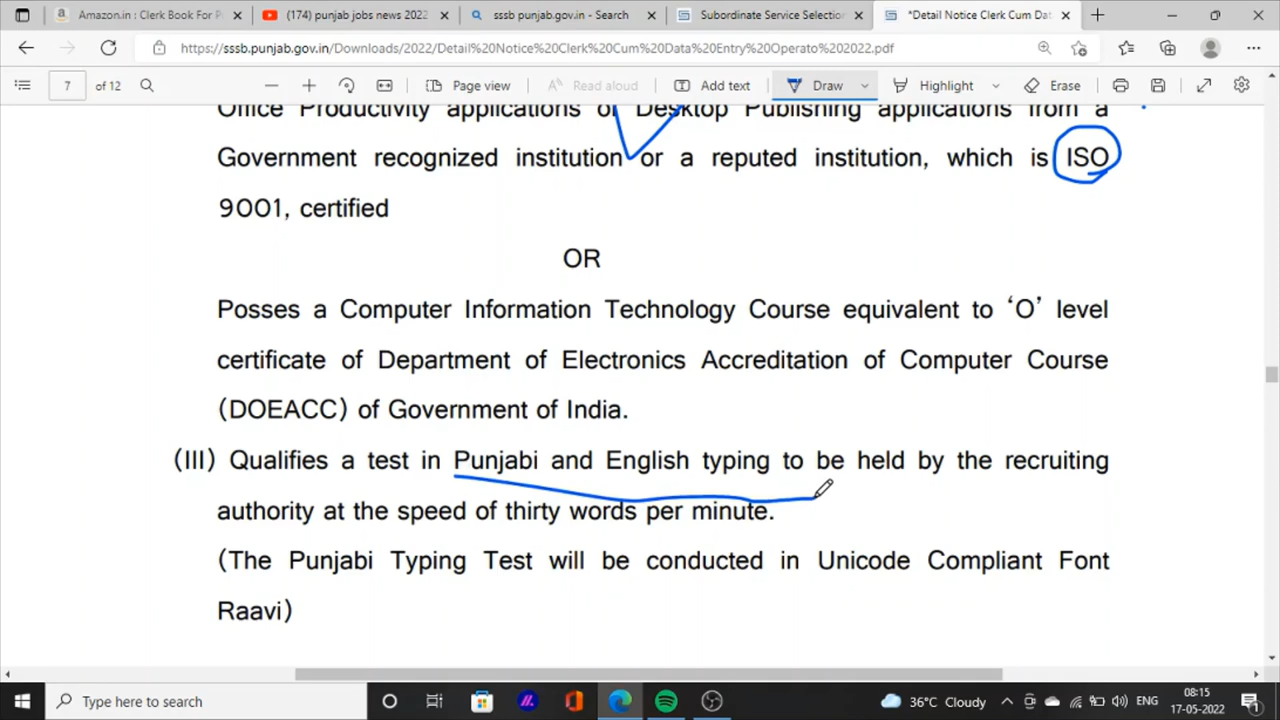 Amazon.in : Clerk Book For P
(174) punjab jobs news 2022
sssb punjab.gov.in - Search
Subordinate Service Selectio
*Detail Notice Clerk Cum Dat
https://sssb.punjab.gov.in/Downloads/2022/Detail%20Notice%20Clerk%20Cum%20Data%20Entry%20Operato%202022.pdf
7 of 12
Page view
Read aloud
Add text
Draw
Highlight
Erase
Office Productivity applications or Desktop Publishing applications from a
Government recognized institution or a reputed institution, which is ISO
9001, certified
OR
Posses a Computer Information Technology Course equivalent to ‘O’ level
certificate of Department of Electronics Accreditation of Computer Course
(DOEACC) of Government of India.
(III) Qualifies a test in Punjabi and English typing to be held by the recruiting
authority at the speed of thirty words per minute.
(The Punjabi Typing Test will be conducted in Unicode Compliant Font
Raavi)
Type here to search
36°C Cloudy
ENG
08:15
17-05-2022
1